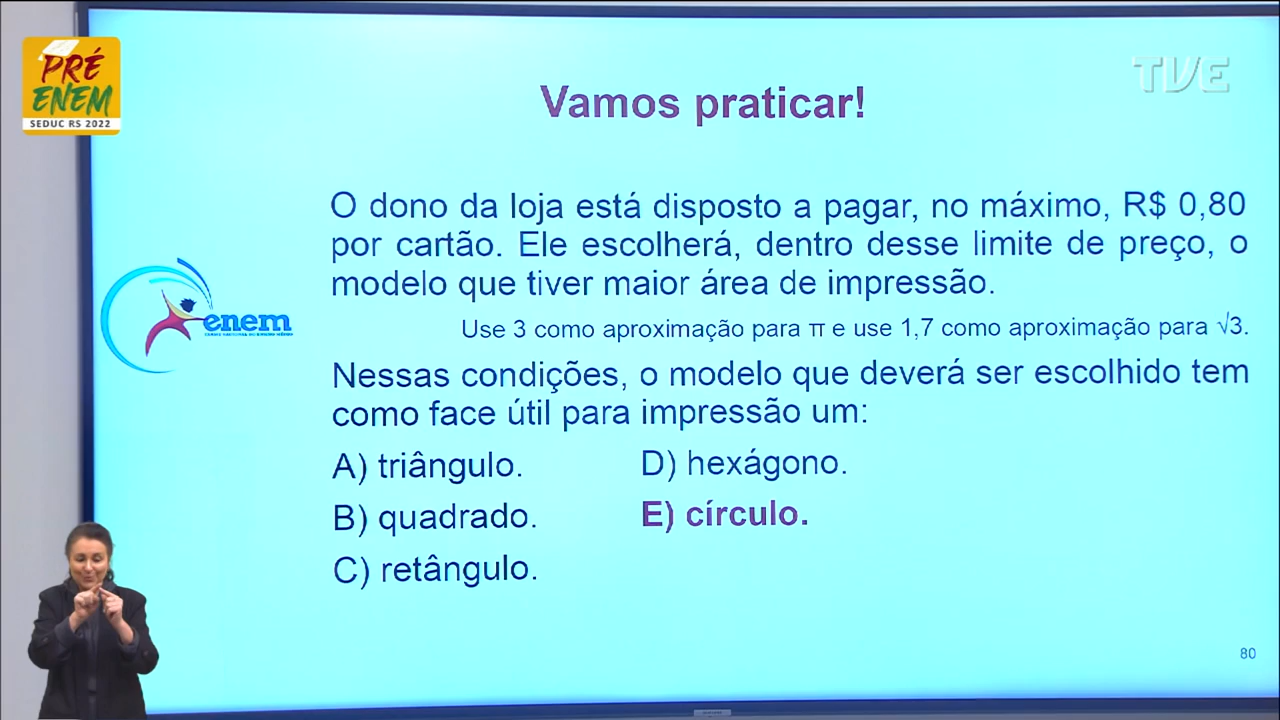 PRÉ
ENEM
SEDUC RS 2022
TVE
Vamos praticar!
O dono da loja está disposto a pagar, no máximo, R$ 0,80
por cartão. Ele escolherá, dentro desse limite de preço, o
modelo que tiver maior área de impressão.
enem
Use 3 como aproximação para π e use 1,7 como aproximação para √3.
Nessas condições, o modelo que deverá ser escolhido tem
como face útil para impressão um:
A) triângulo.
B) quadrado.
C) retângulo.
D) hexágono.
E) círculo.
80